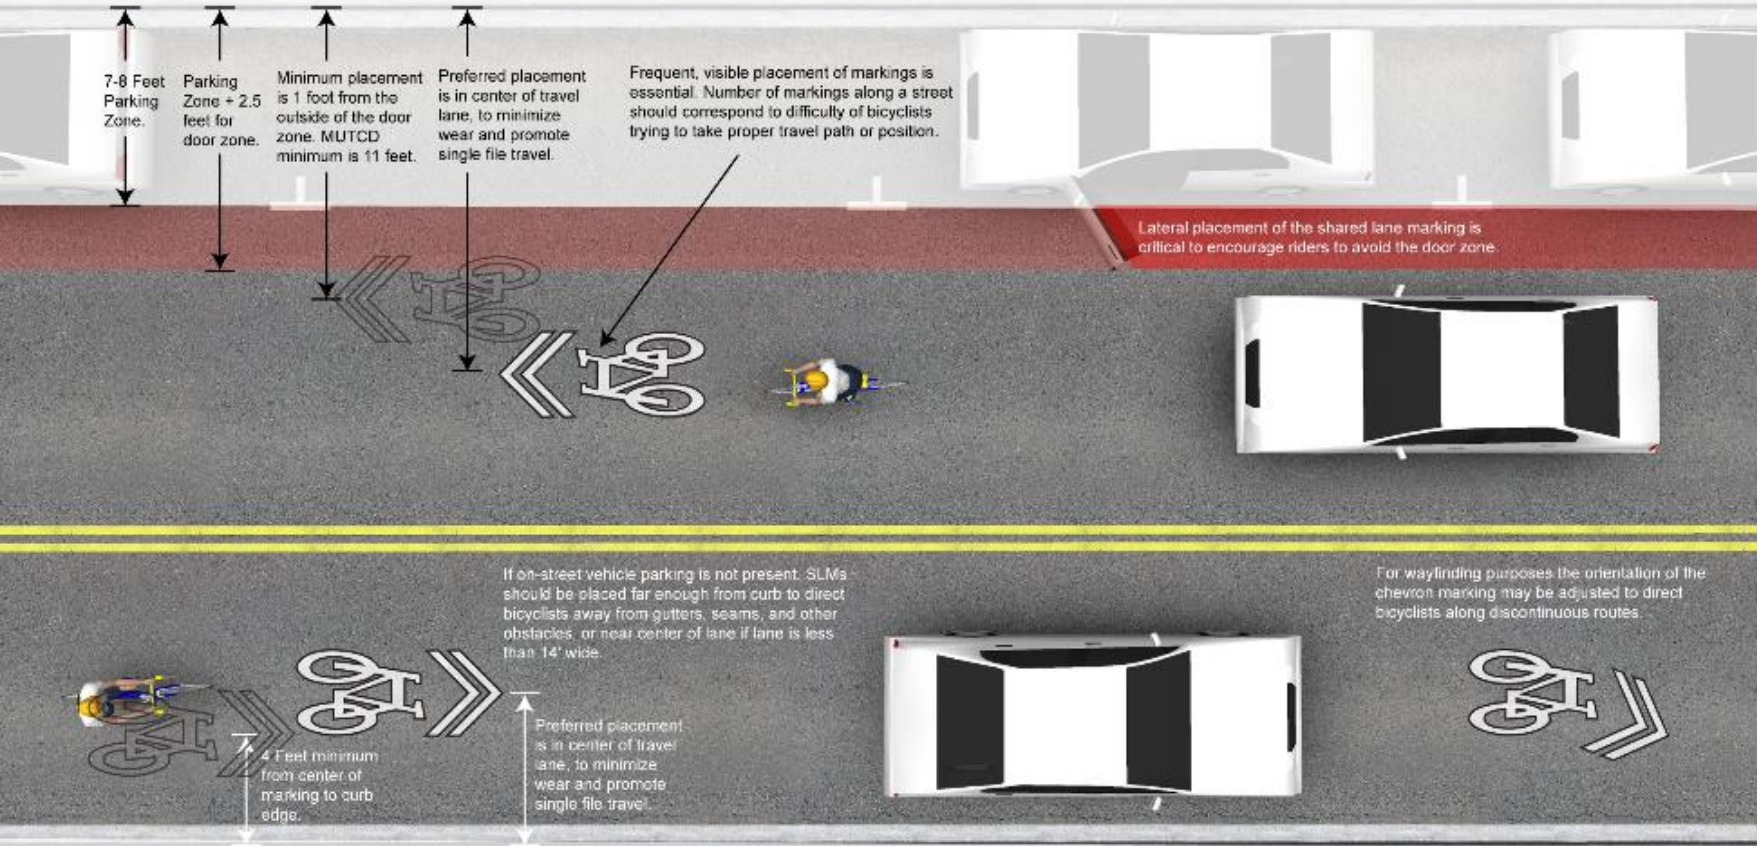 7-8 Feet
Parking
Zone.
Parking
Zone + 2.5
feet for
door zone.
Minimum placement
is 1 foot from the
outside of the door
zone. MUTCD
minimum is 11 feet.
Preferred placement
is in center of travel
lane, to minimize
wear and promote
single file travel.
Frequent, visible placement of markings is
essential. Number of markings along a street
should correspond to difficulty of bicyclists
trying to take proper travel path or position.
Lateral placement of the shared lane marking is
critical to encourage riders to avoid the door zone.
If on-street vehicle parking is not present, SLMs
should be placed far enough from curb to direct
bicyclists away from gutters, seams, and other
obstacles, or near center of lane if lane is less
than 14' wide.
For wayfinding purposes the orientation of the
chevron marking may be adjusted to direct
bicyclists along discontinuous routes.
4 Feet minimum
from center of
marking to curb
edge.
Preferred placement
is in center of travel
lane, to minimize
wear and promote
single file travel.